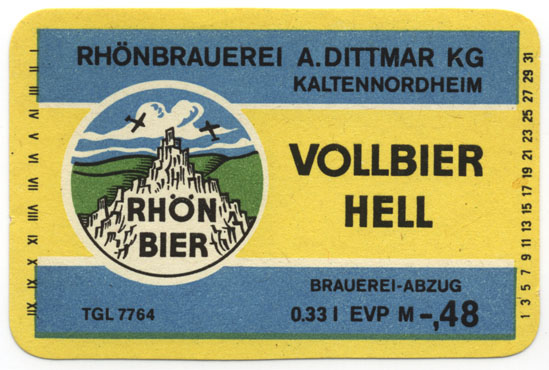 RHÖNBRAUEREI A. DITTMAR KG
KALTENNORDHEIM
RHÖN
BIER
VOLLBIER
HELL
BRAUEREI-ABZUG
TGL 7764
0.33 l EVP M -,48
I II III IV V VI VII VIII IX X XI XII
1 3 5 7 9 11 13 15 17 19 21 23 25 27 29 31